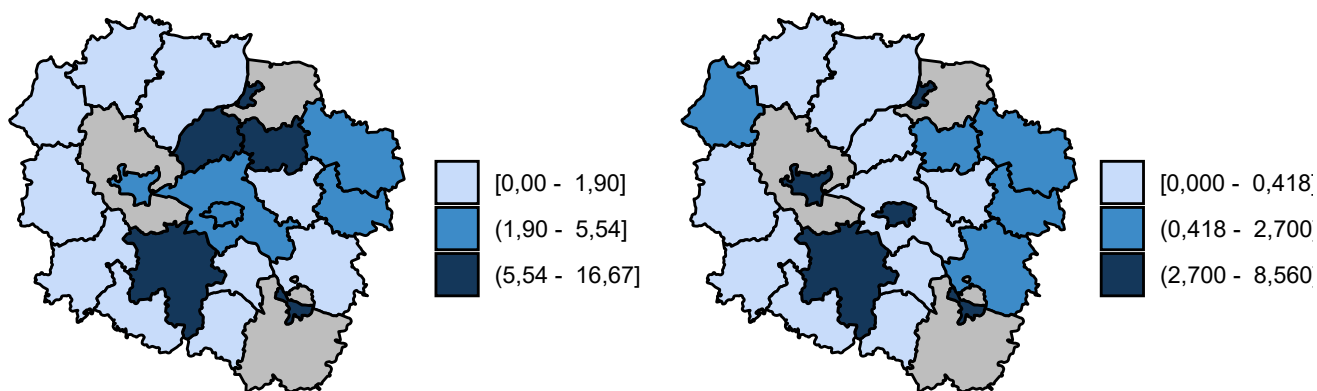 [0,00 - 1,90]
(1,90 - 5,54]
(5,54 - 16,67]
[0,000 - 0,418]
(0,418 - 2,700]
(2,700 - 8,560]